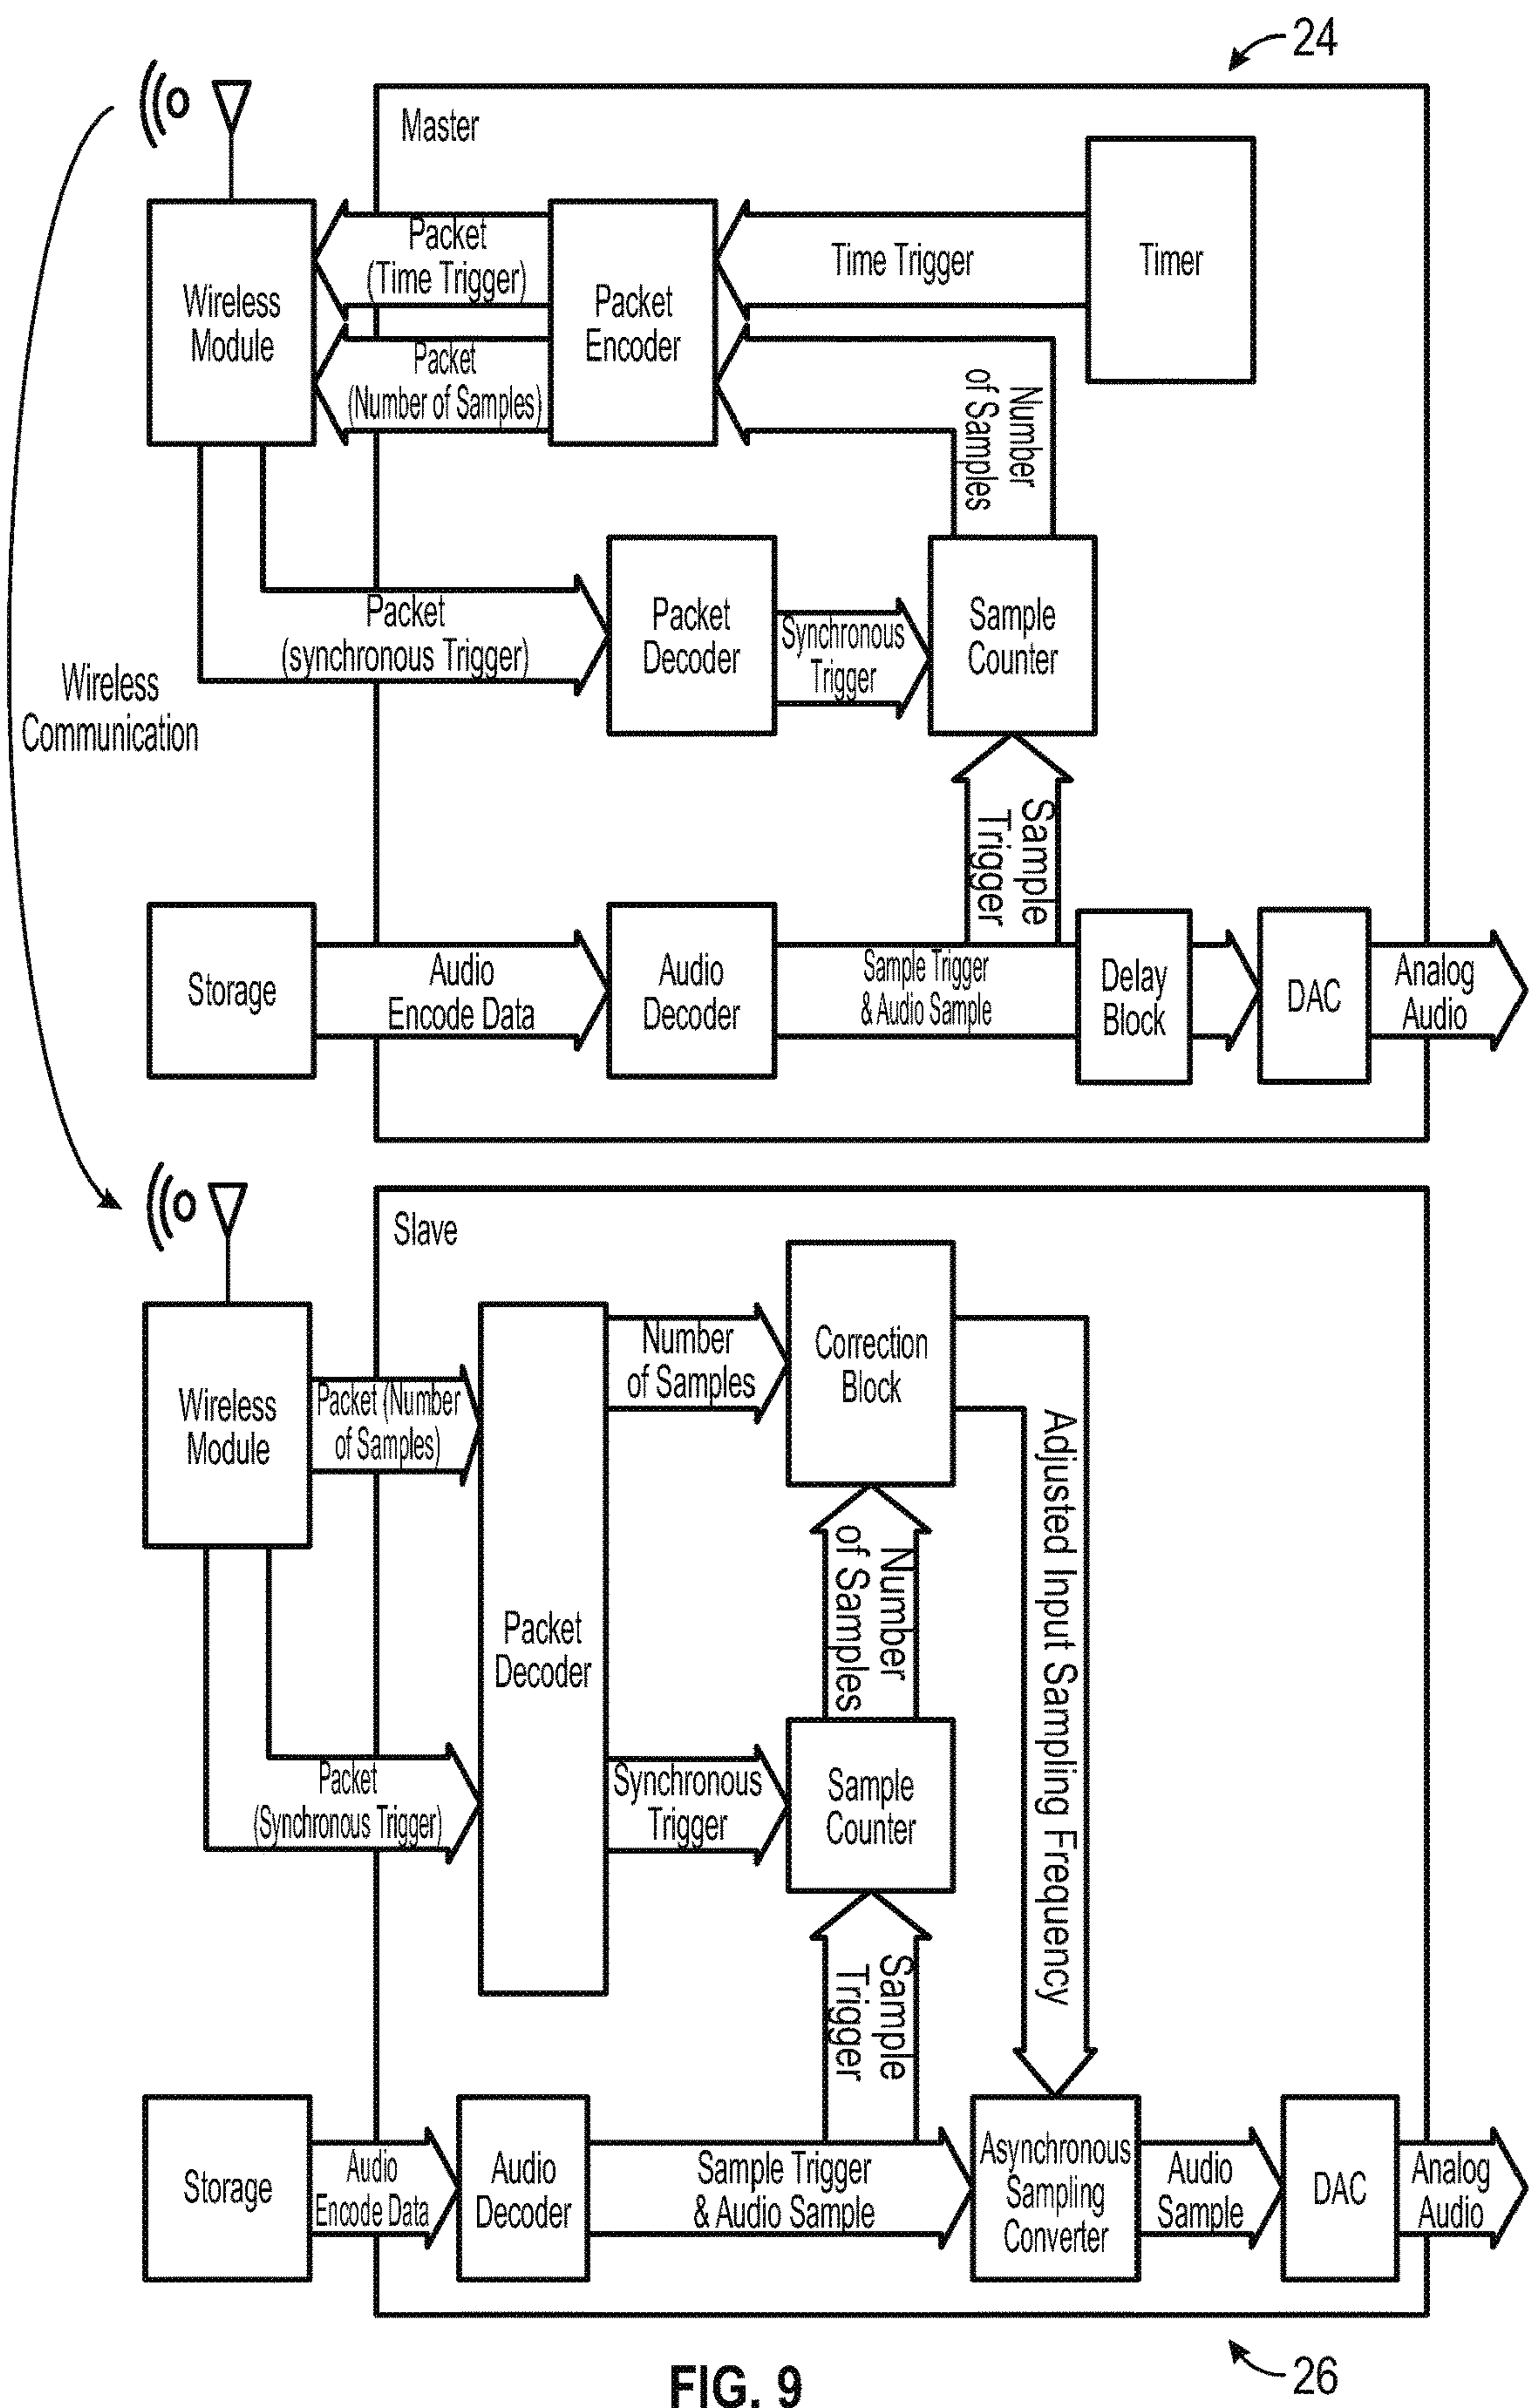 24
Master
Wireless
Module
Packet
(Time Trigger)
Packet
(Number of Samples)
Packet
Encoder
Time Trigger
Timer
Number
of Samples
Packet
(synchronous Trigger)
Packet
Decoder
Synchronous
Trigger
Sample
Counter
Wireless
Communication
Sample
Trigger
Storage
Audio
Encode Data
Audio
Decoder
Sample Trigger
& Audio Sample
Delay
Block
DAC
Analog
Audio
Slave
Wireless
Module
Packet (Number
of Samples)
Number
of Samples
Correction
Block
Packet
Decoder
Number
of Samples
Adjusted Input Sampling Frequency
Packet
(Synchronous Trigger)
Synchronous
Trigger
Sample
Counter
Sample
Trigger
Storage
Audio
Encode Data
Audio
Decoder
Sample Trigger
& Audio Sample
Asynchronous
Sampling
Converter
Audio
Sample
DAC
Analog
Audio
26
FIG. 9